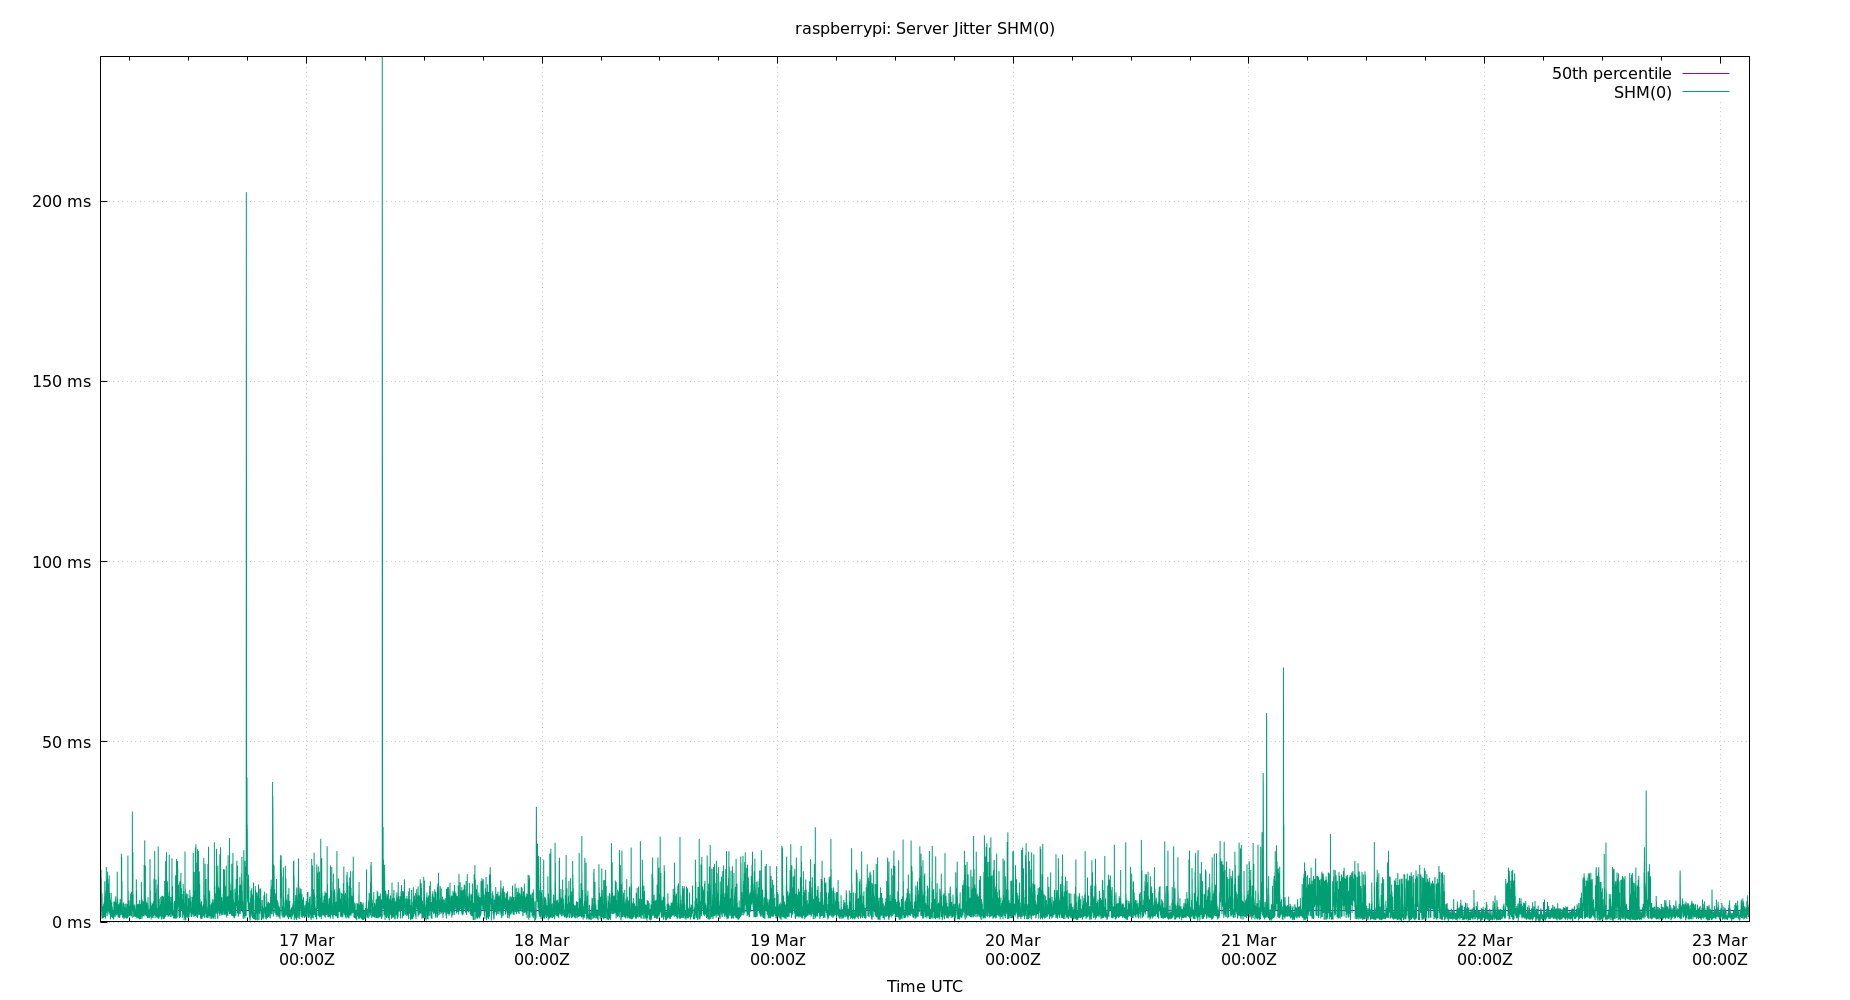 raspberrypi: Server Jitter SHM(0)
50th percentile
SHM(0)
200 ms
150 ms
100 ms
50 ms
0 ms
17 Mar 18 Mar 19 Mar 20 Mar 21 Mar 22 Mar 23 Mar
00:00Z 00:00Z 00:00Z 00:00Z 00:00Z 00:00Z 00:00Z
Time UTC